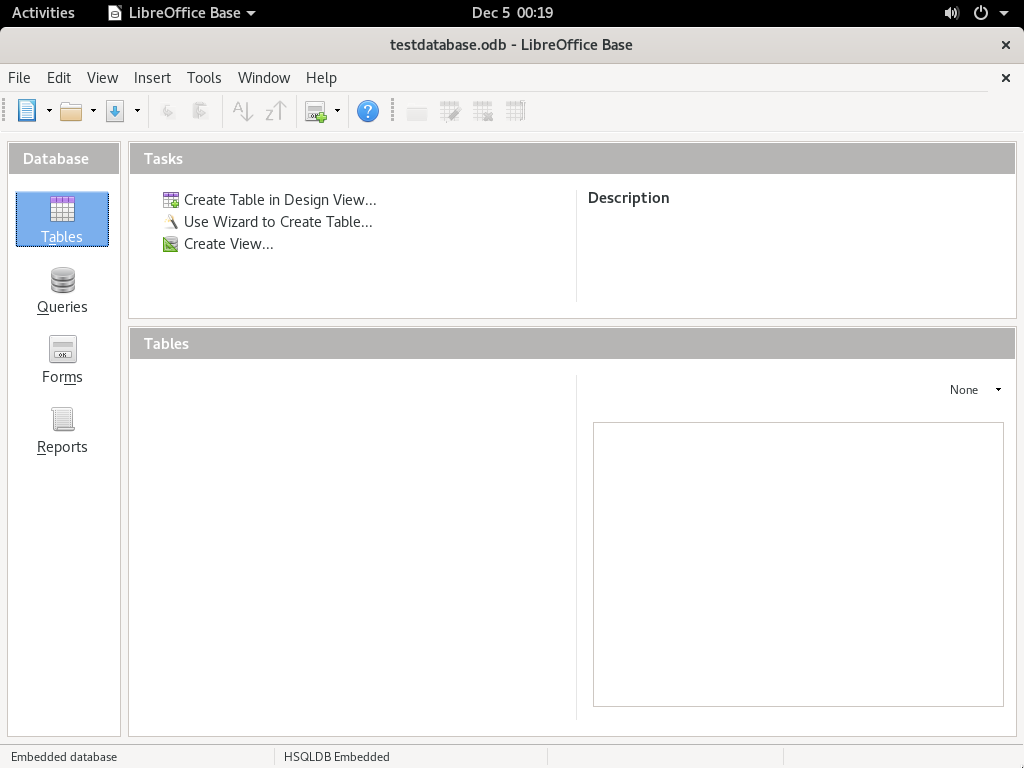 Activities
LibreOffice Base
Dec 5 00:19
testdatabase.odb - LibreOffice Base
File Edit View Insert Tools Window Help
Database
Tables
Queries
Forms
Reports
Tasks
Create Table in Design View...
Use Wizard to Create Table...
Create View...
Description
Tables
None
Embedded database
HSQLDB Embedded